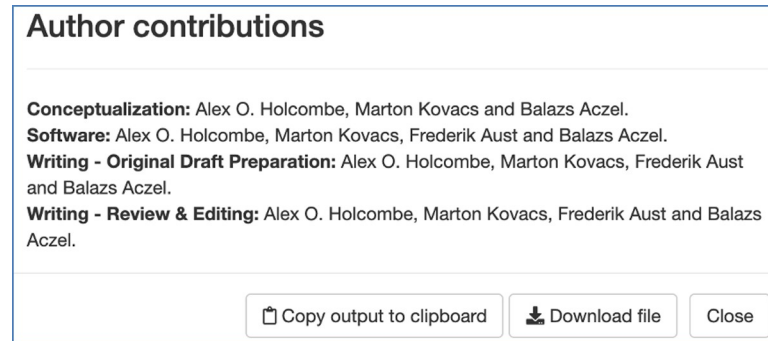 Author contributions
Conceptualization: Alex O. Holcombe, Marton Kovacs and Balazs Aczel.
Software: Alex O. Holcombe, Marton Kovacs, Frederik Aust and Balazs Aczel.
Writing - Original Draft Preparation: Alex O. Holcombe, Marton Kovacs, Frederik Aust
and Balazs Aczel.
Writing - Review & Editing: Alex O. Holcombe, Marton Kovacs, Frederik Aust and Balazs
Aczel.
Copy output to clipboard Download file Close